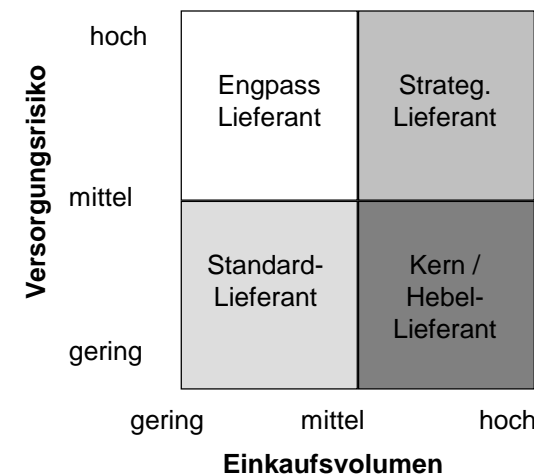 hoch
Engpass
Lieferant
Strateg.
Lieferant
Versorgungsrisiko
mittel
Standard-
Lieferant
Kern /
Hebel-
Lieferant
gering
gering
mittel
hoch
Einkaufsvolumen